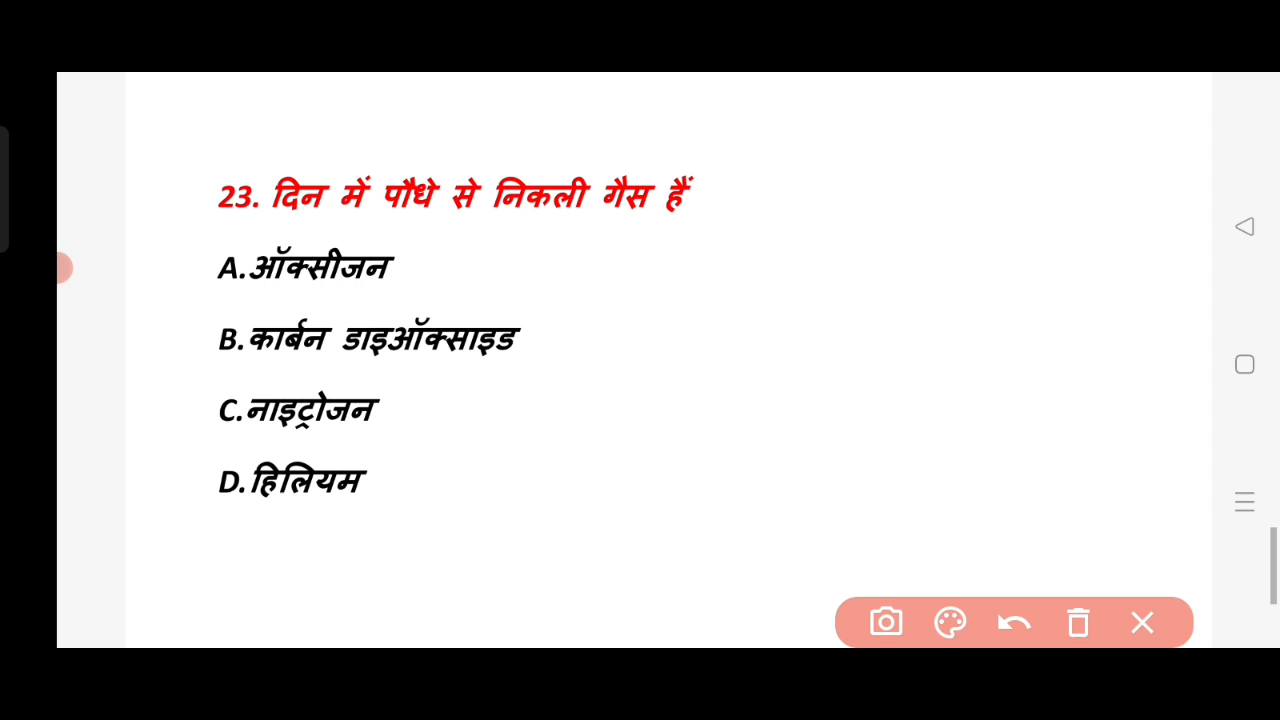 23. दिन में पौधे से निकली गैस हैं
A.ऑक्सीजन
B.कार्बन डाइऑक्साइड
C.नाइट्रोजन
D.हिलियम